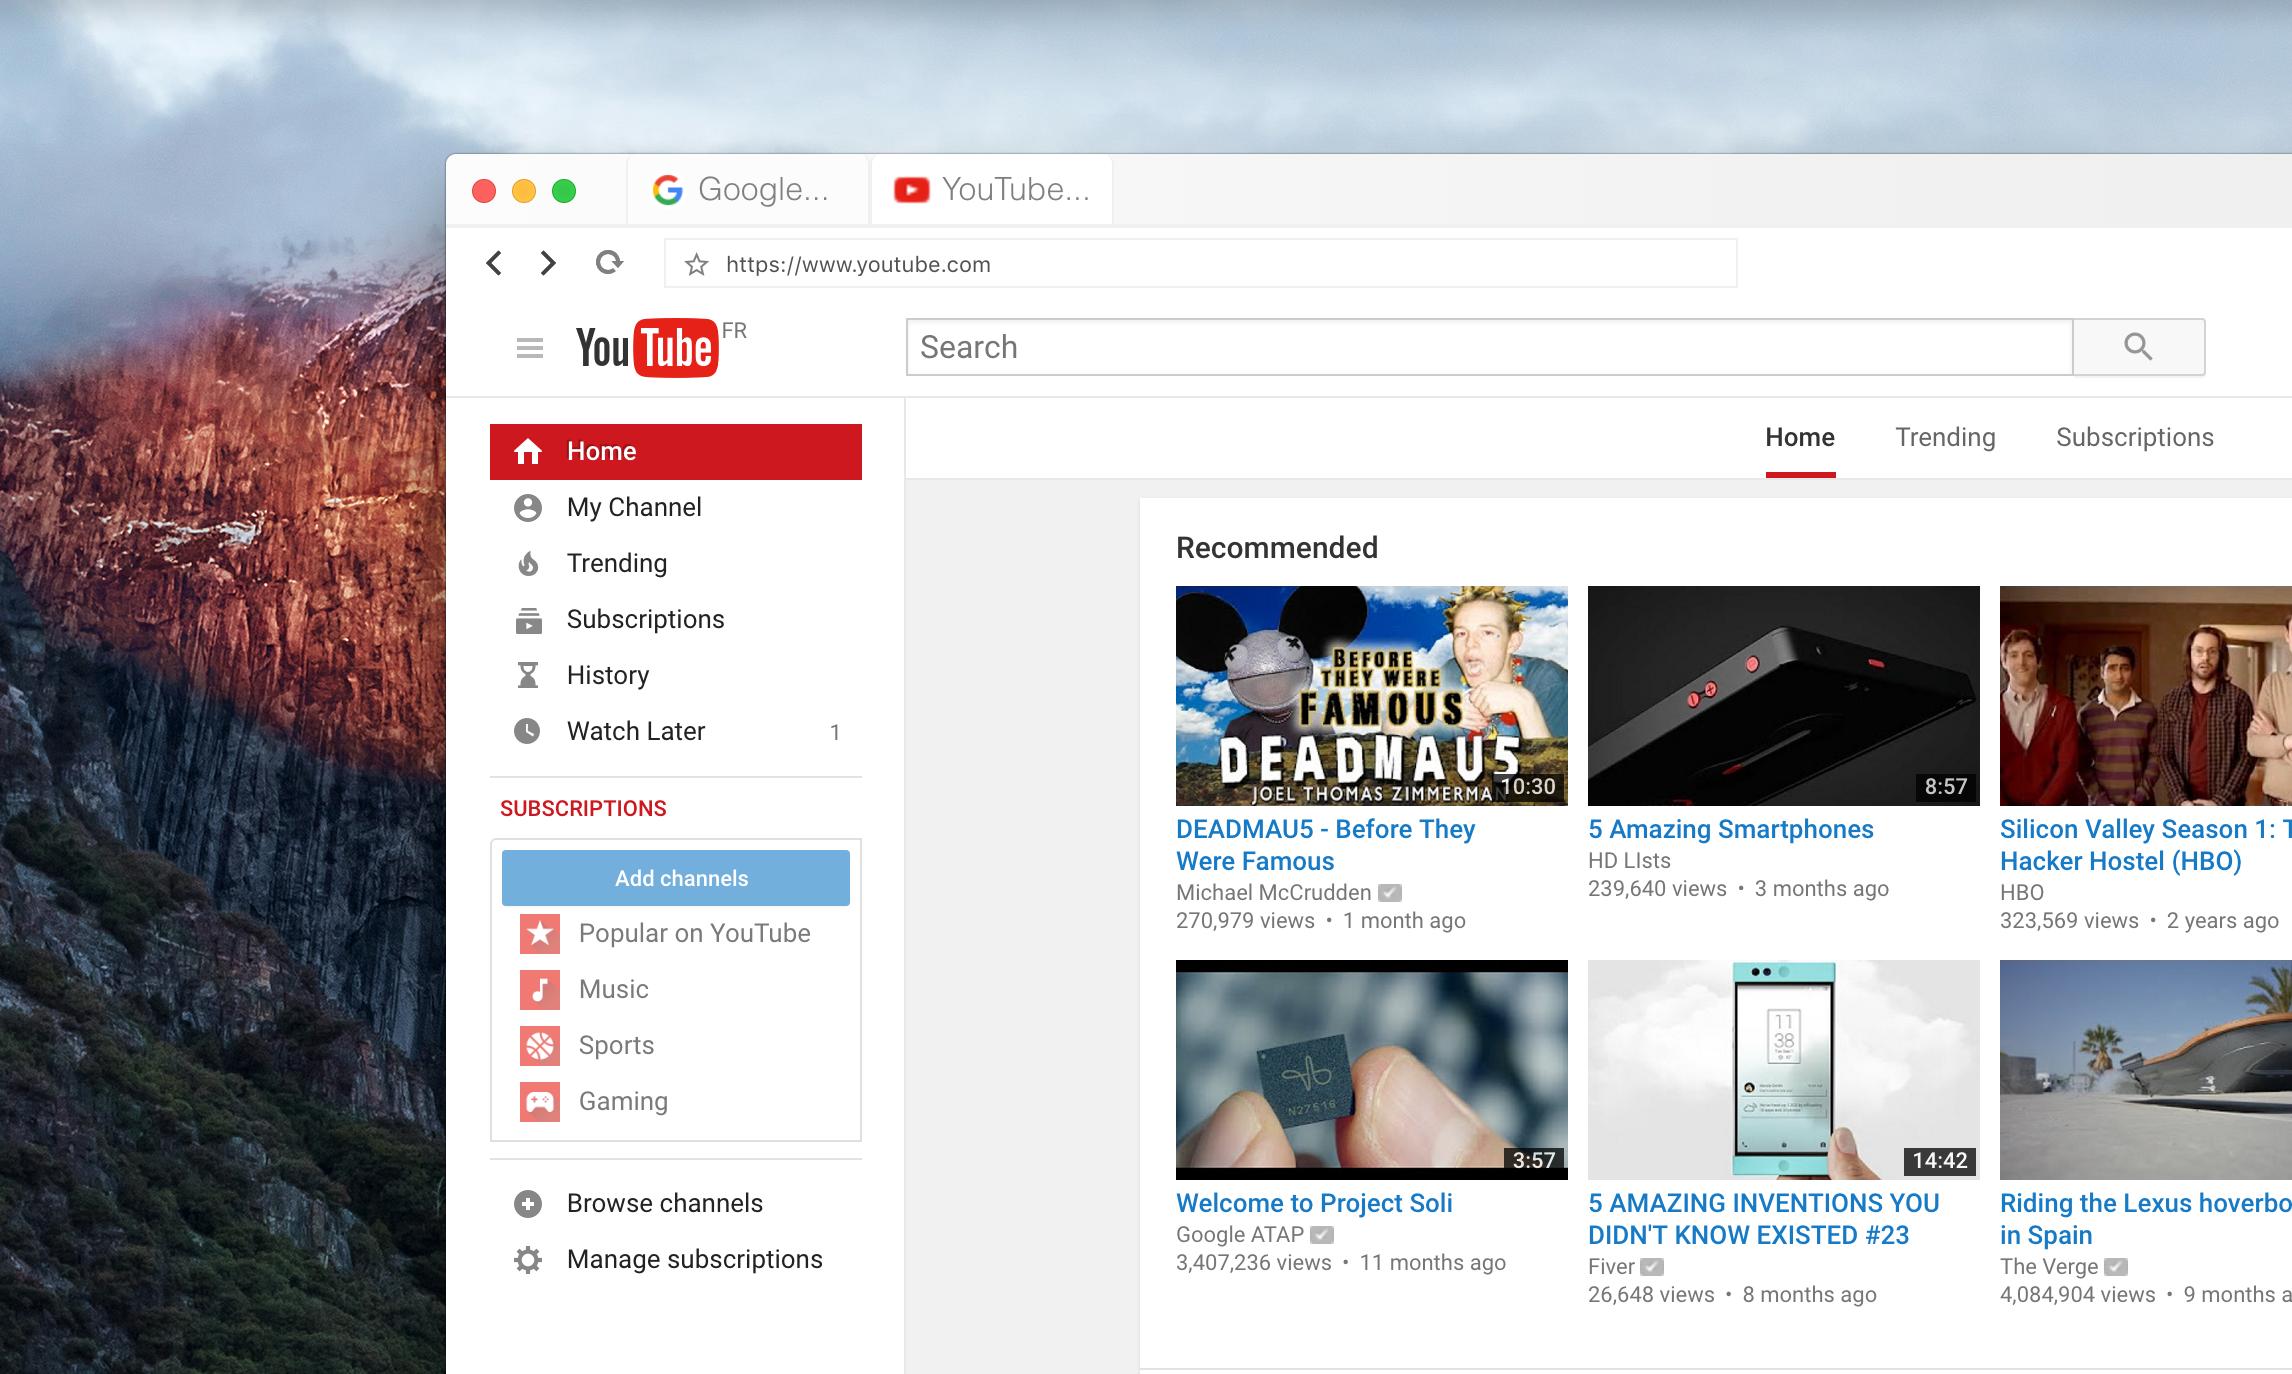 Google...
YouTube...
https://www.youtube.com
YouTube FR
Search
Home
My Channel
Trending
Subscriptions
History
Watch Later 1
SUBSCRIPTIONS
Add channels
Popular on YouTube
Music
Sports
Gaming
Browse channels
Manage subscriptions
Home Trending Subscriptions
Recommended
BEFORE
THEY WERE
FAMOUS
DEADMAU5
JOEL THOMAS ZIMMERMAN
10:30
DEADMAU5 - Before They
Were Famous
Michael McCrudden
270,979 views • 1 month ago
8:57
5 Amazing Smartphones
HD LIsts
239,640 views • 3 months ago
Silicon Valley Season 1:
Hacker Hostel (HBO)
HBO
323,569 views • 2 years ago
N27516
3:57
Welcome to Project Soli
Google ATAP
3,407,236 views • 11 months ago
11
38
14:42
5 AMAZING INVENTIONS YOU
DIDN'T KNOW EXISTED #23
Fiver
26,648 views • 8 months ago
Riding the Lexus hoverbo
in Spain
The Verge
4,084,904 views • 9 months a